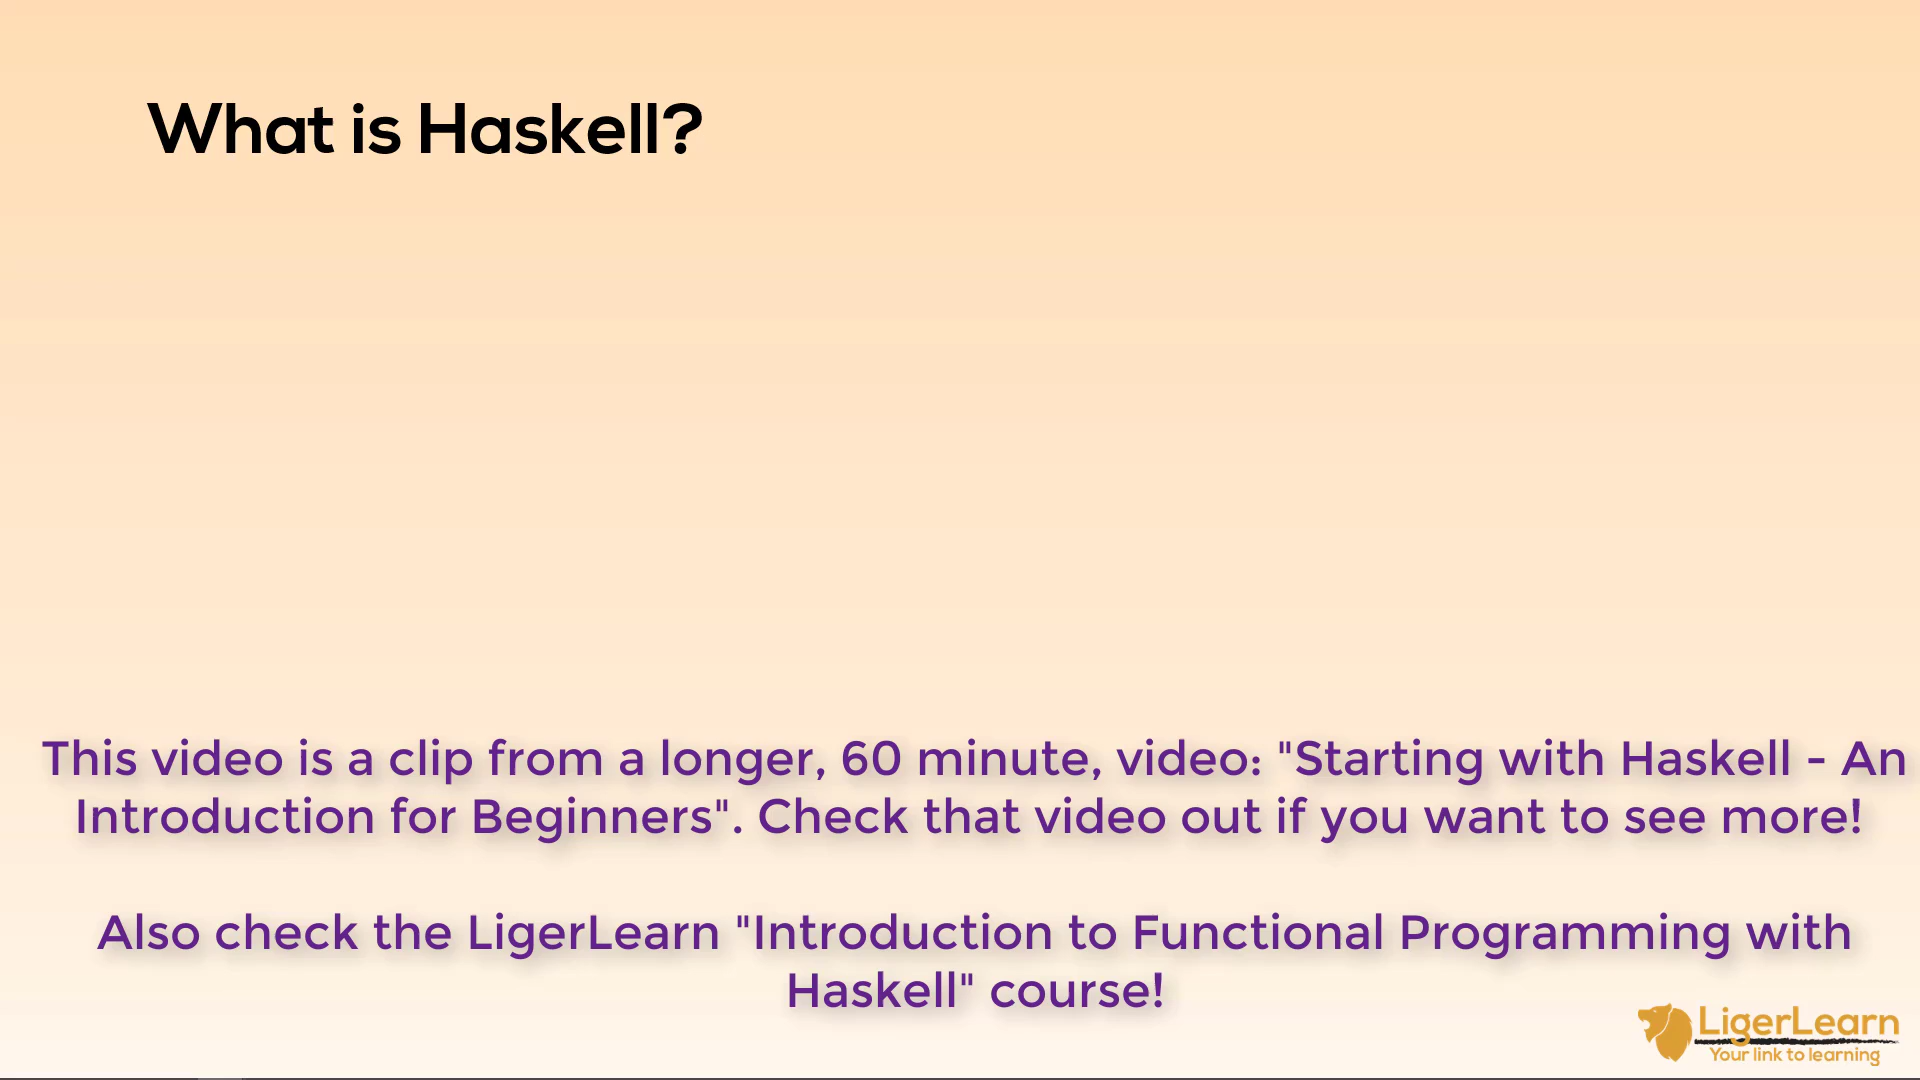 What is Haskell?
This video is a clip from a longer, 60 minute, video: "Starting with Haskell - An
Introduction for Beginners". Check that video out if you want to see more!
Also check the LigerLearn "Introduction to Functional Programming with
Haskell" course!
LigerLearn
Your link to learning